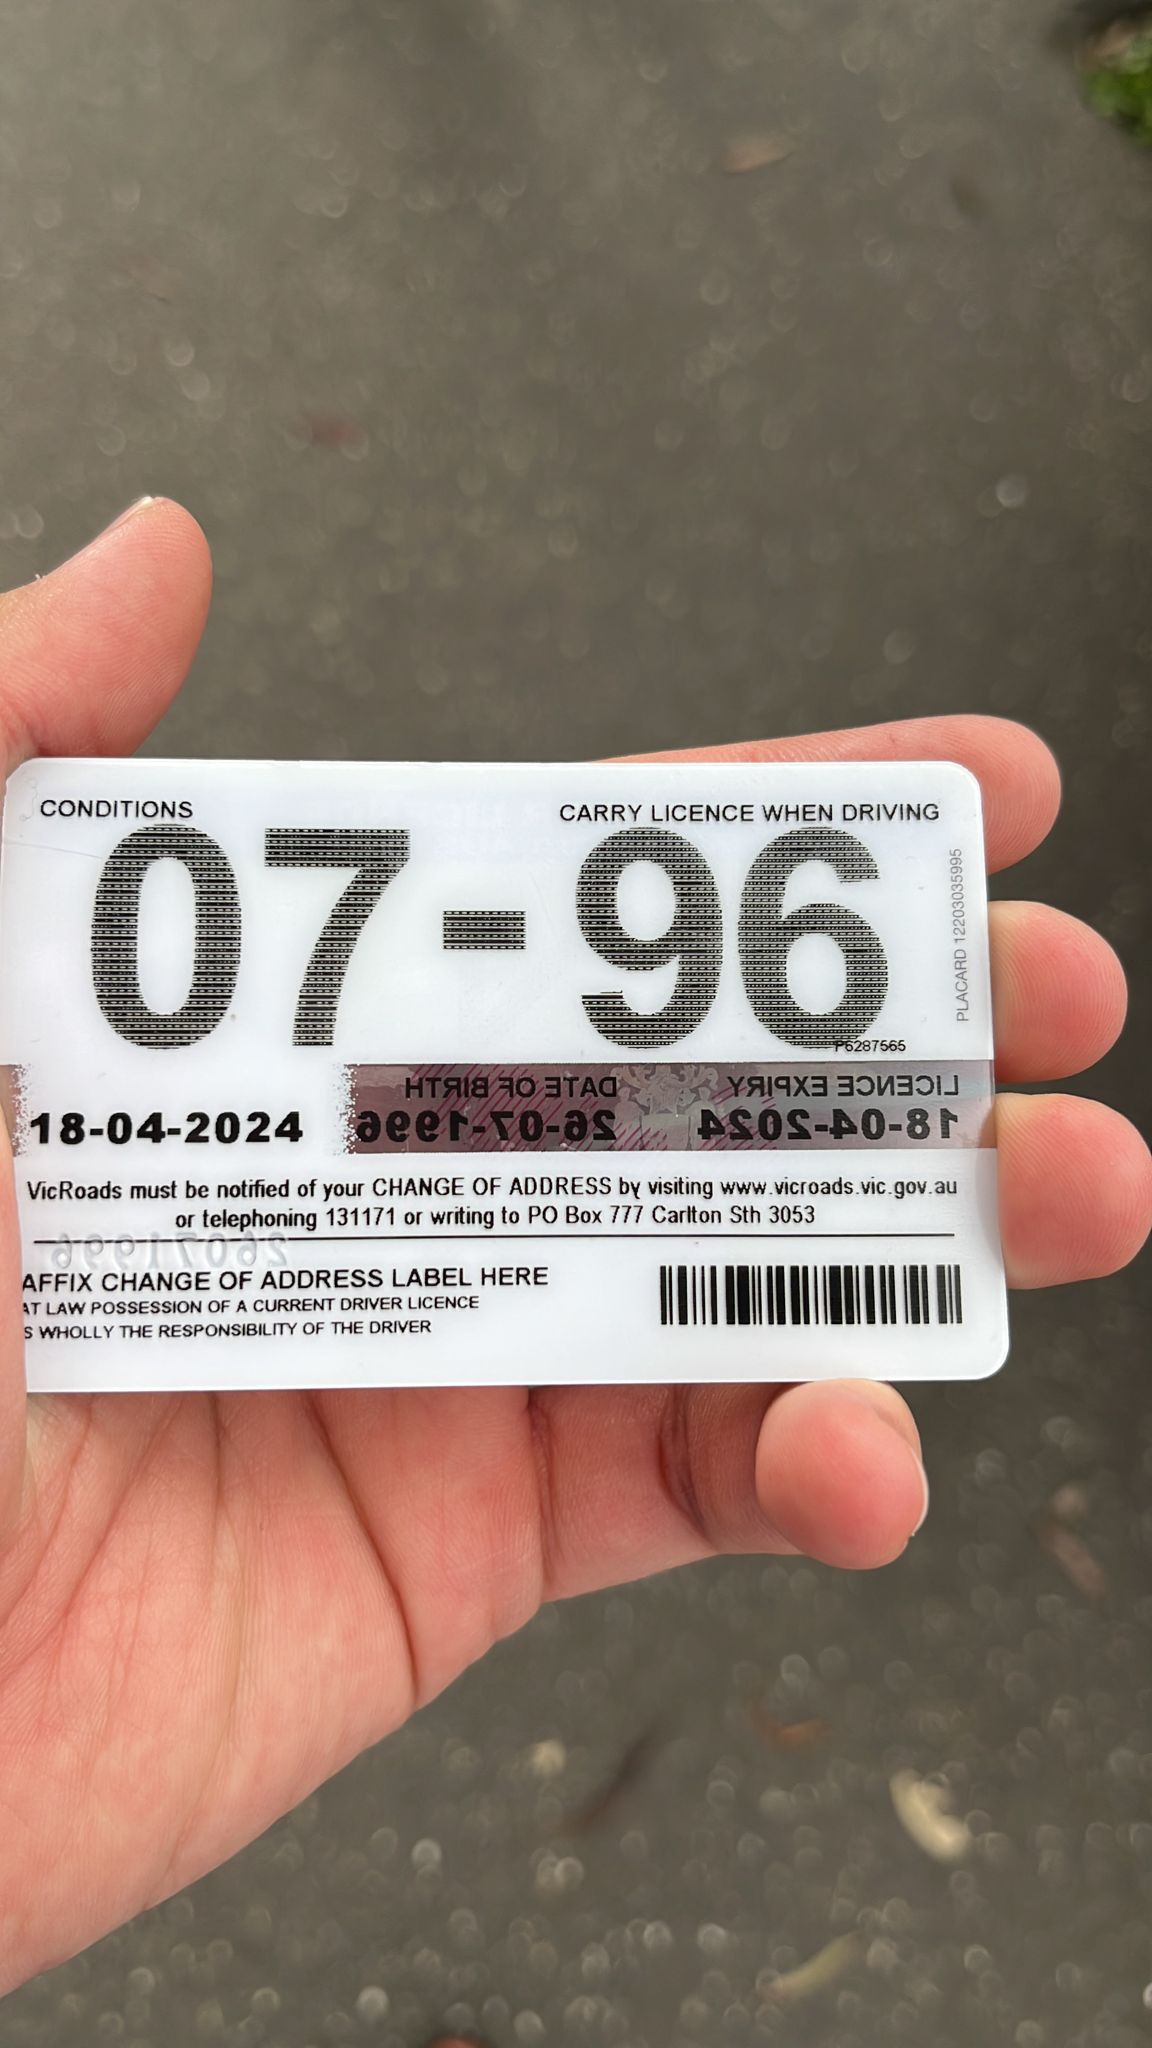 CONDITIONS CARRY LICENCE WHEN DRIVING
07-96
PLACARD 12203035995
P6287565
LICENCE EXPIRY DATE OF BIRTH
18-04-2024 26-07-1996
18-04-2024
VicRoads must be notified of your CHANGE OF ADDRESS by visiting www.vicroads.vic.gov.au
or telephoning 131171 or writing to PO Box 777 Carlton Sth 3053
26071996
AFFIX CHANGE OF ADDRESS LABEL HERE
AT LAW POSSESSION OF A CURRENT DRIVER LICENCE
S WHOLLY THE RESPONSIBILITY OF THE DRIVER